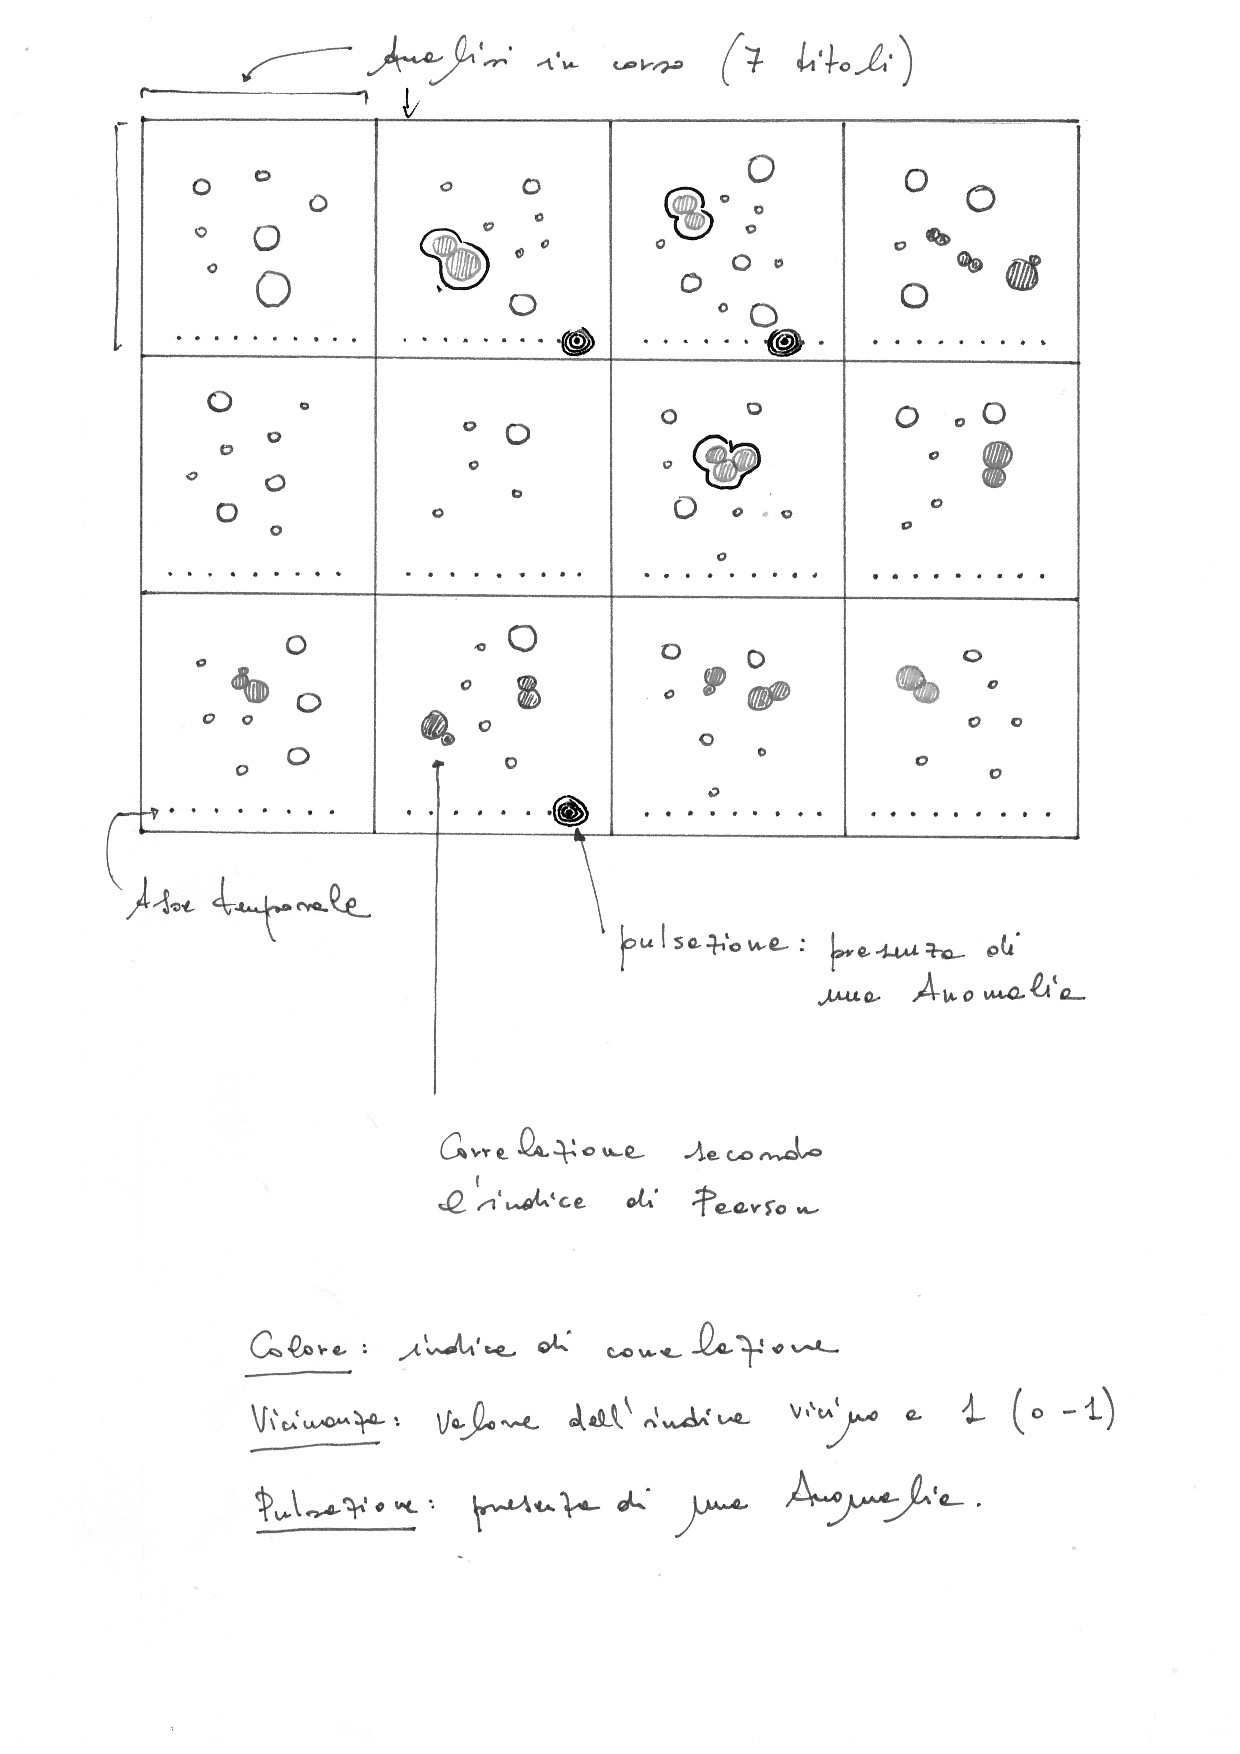 Analisi in corso (7 titoli)
Asse temporale
pulsazione: presenza di
una Anomalia
Correlazione secondo
l'indice di Pearson
Colore: indice di correlazione
Vicinanza: Valore dell'indice vicino a 1 (0-1)
Pulsazione: presenza di una Anomalia.